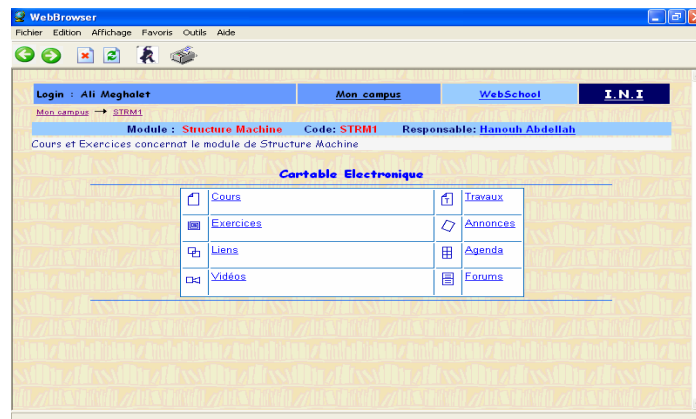 WebBrowser
Fichier Edition Affichage Favoris Outils Aide
Login : Ali Meghalet Mon campus WebSchool I.N.I
Mon campus → STRM1
Module : Structure Machine Code: STRM1 Responsable: Hanouh Abdellah
Cours et Exercices concernat le module de Structure Machine
Cartable Electronique
Cours Travaux
Exercices Annonces
Liens Agenda
Vidéos Forums